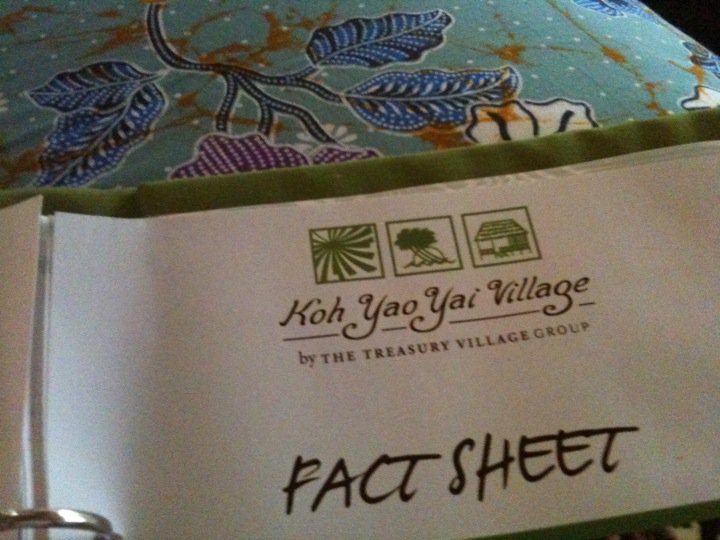 Koh Yao Yai Village
by THE TREASURY VILLAGE GROUP
FACT SHEET